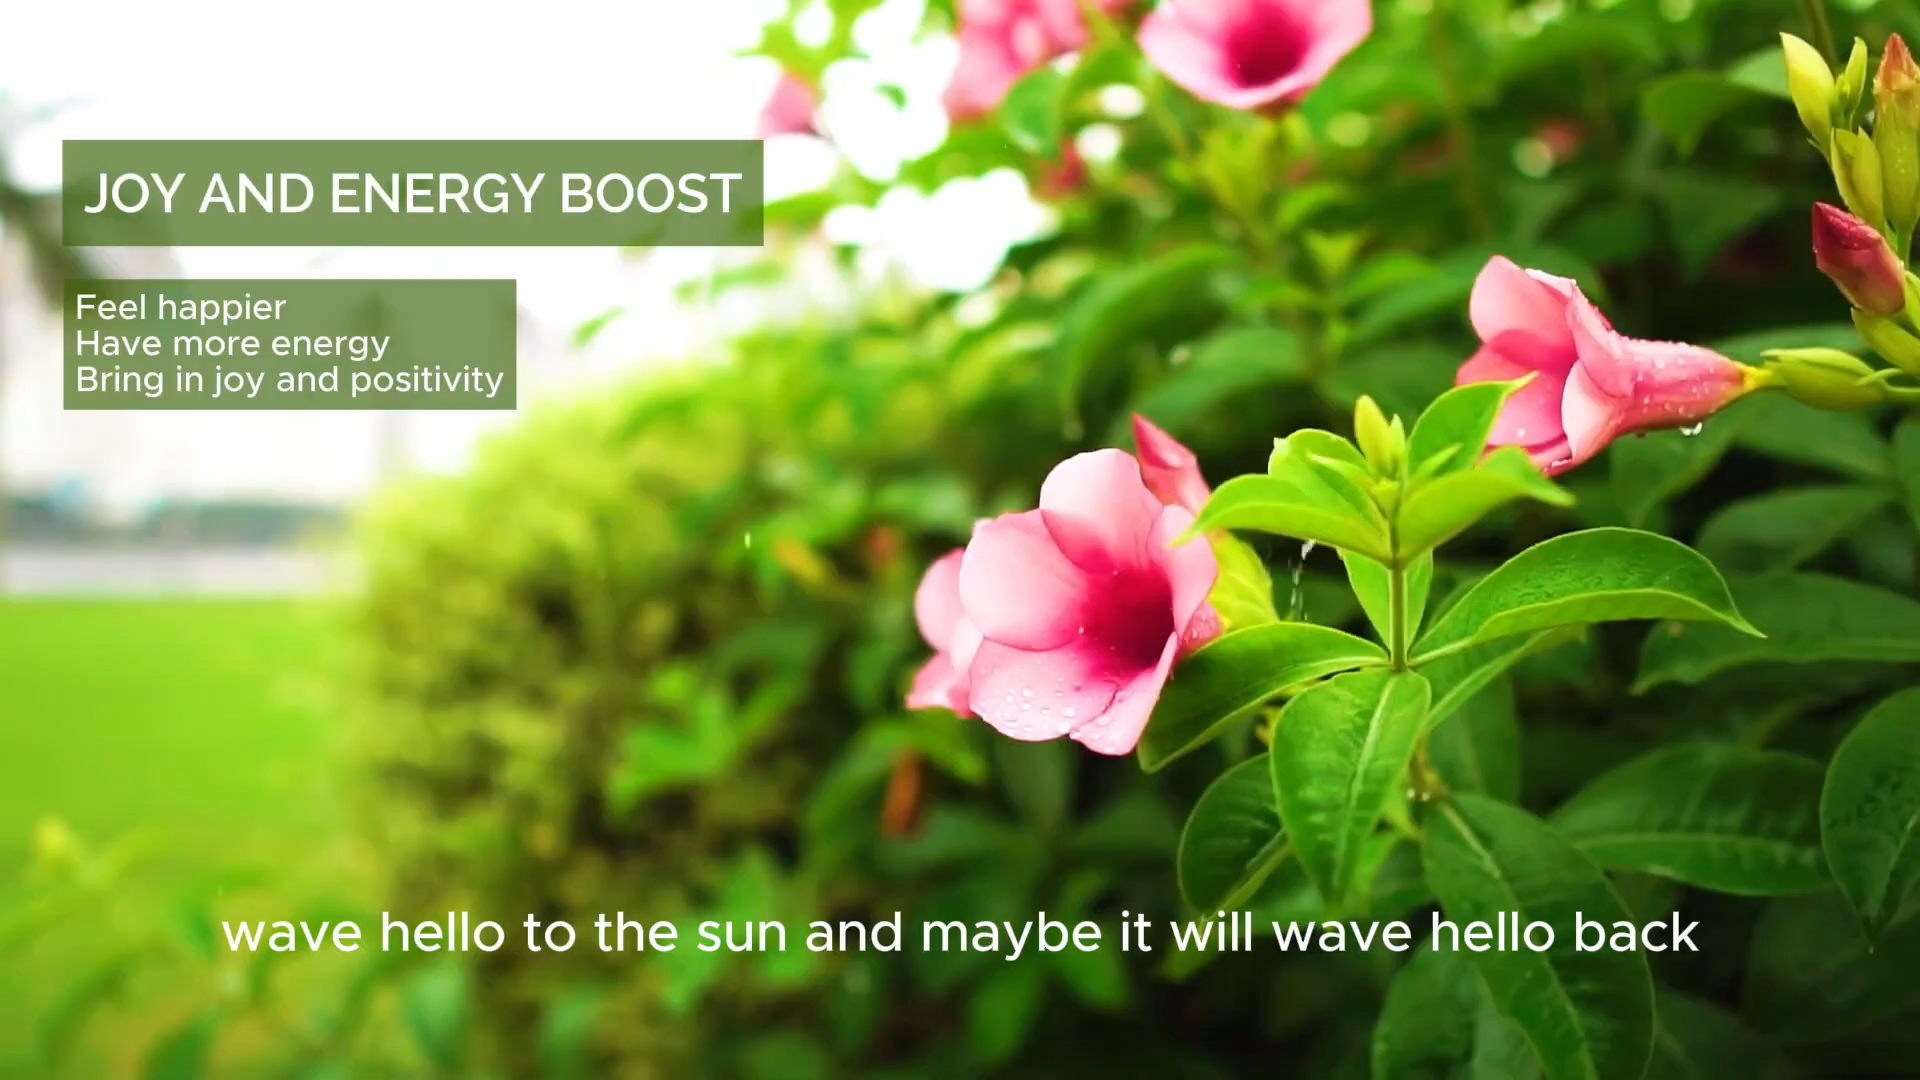 JOY AND ENERGY BOOST
Feel happier
Have more energy
Bring in joy and positivity
wave hello to the sun and maybe it will wave hello back